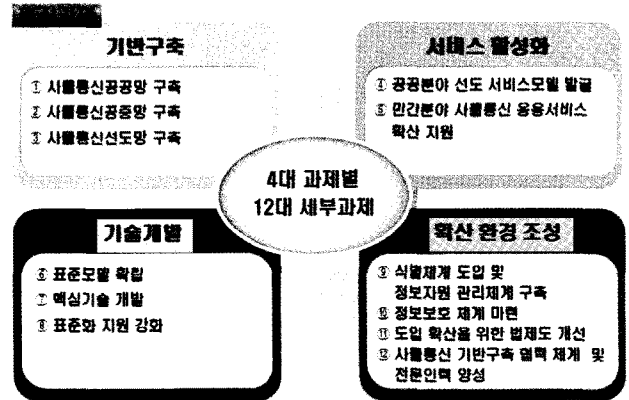 기반구축
① 사물통신공공망 구축
② 사물통신공중망 구축
③ 사물통신선도망 구축
서비스 활성화
④ 공공분야 선도 서비스모델 발굴
⑤ 민간분야 사물통신 응용서비스
확산 지원
4대 과제별
12대 세부과제
기술개발
⑥ 표준모델 확립
⑦ 핵심기술 개발
⑧ 표준화 지원 강화
확산 환경 조성
⑨ 식별체계 도입 및
정보자원 관리체계 구축
⑩ 정보보호 체계 마련
⑪ 도입 확산을 위한 법제도 개선
⑫ 사물통신 기반구축 협력 체계 및
전문인력 양성